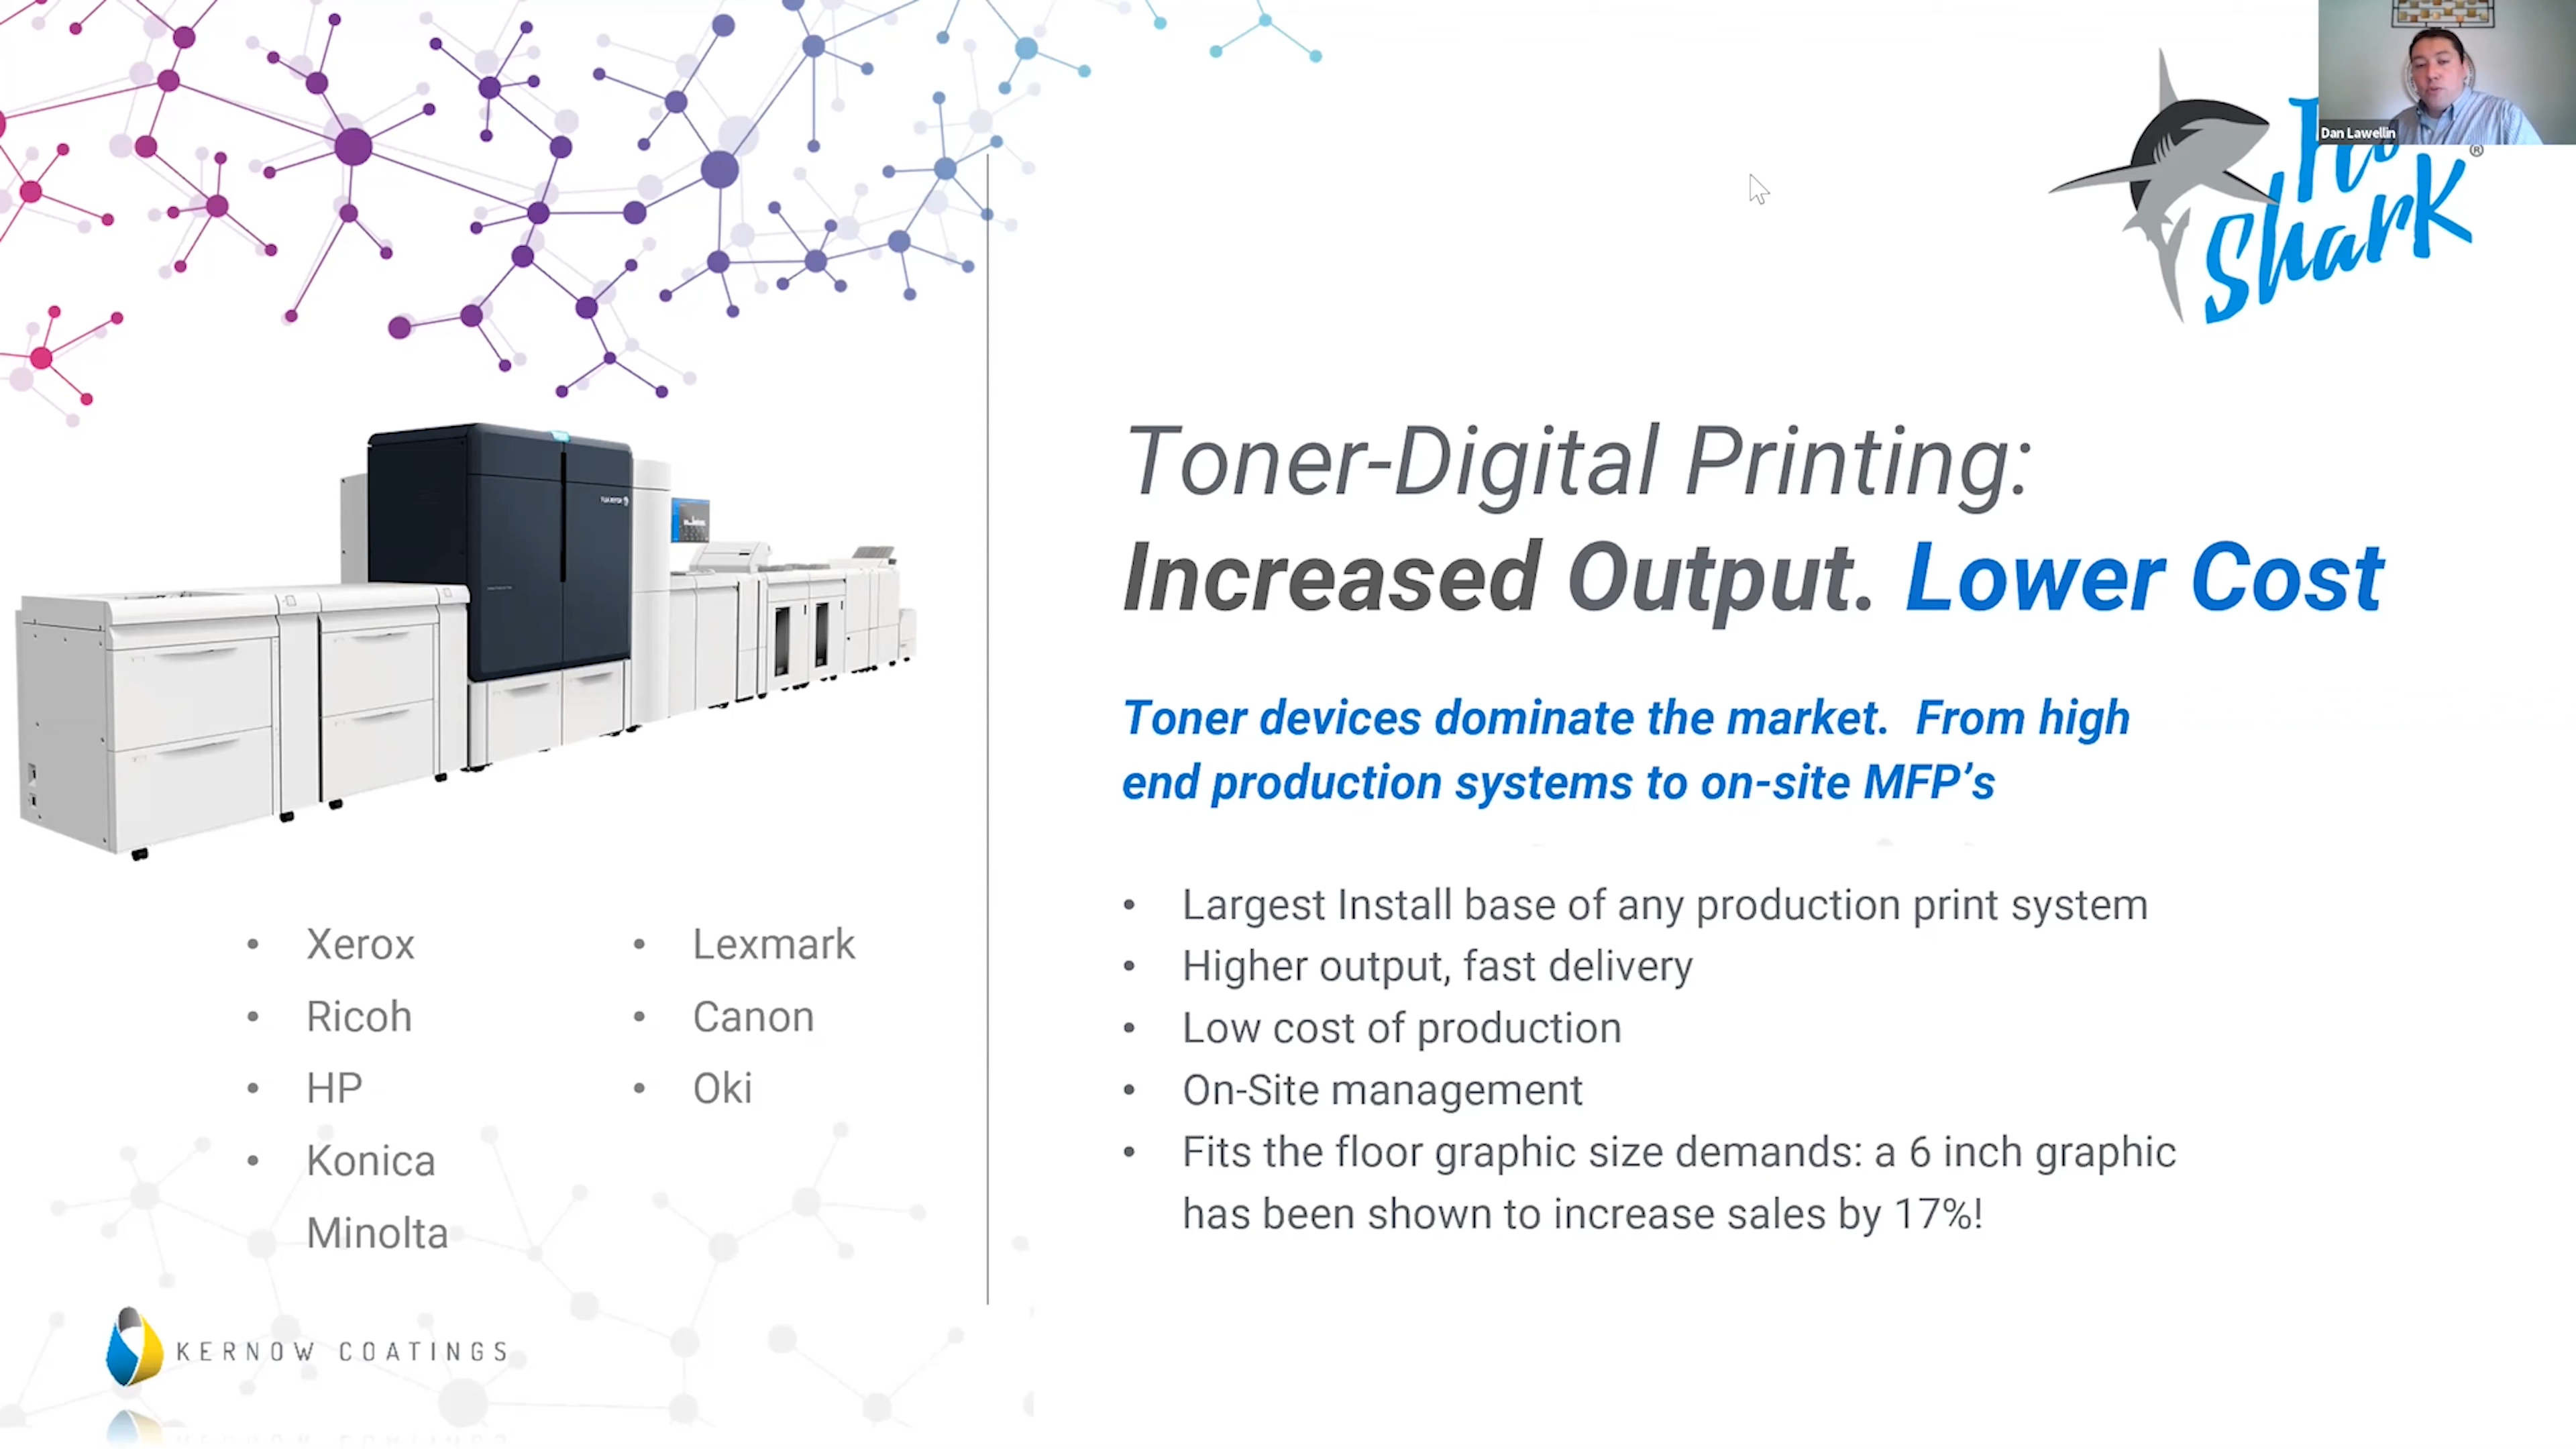 Dan Lawellin
Shark®
Toner-Digital Printing:
Increased Output. Lower Cost
Toner devices dominate the market. From high
end production systems to on-site MFP’s
• Largest Install base of any production print system
• Higher output, fast delivery
• Low cost of production
• On-Site management
• Fits the floor graphic size demands: a 6 inch graphic
has been shown to increase sales by 17%!
• Xerox
• Ricoh
• HP
• Konica
Minolta
• Lexmark
• Canon
• Oki
KERNOW COATINGS